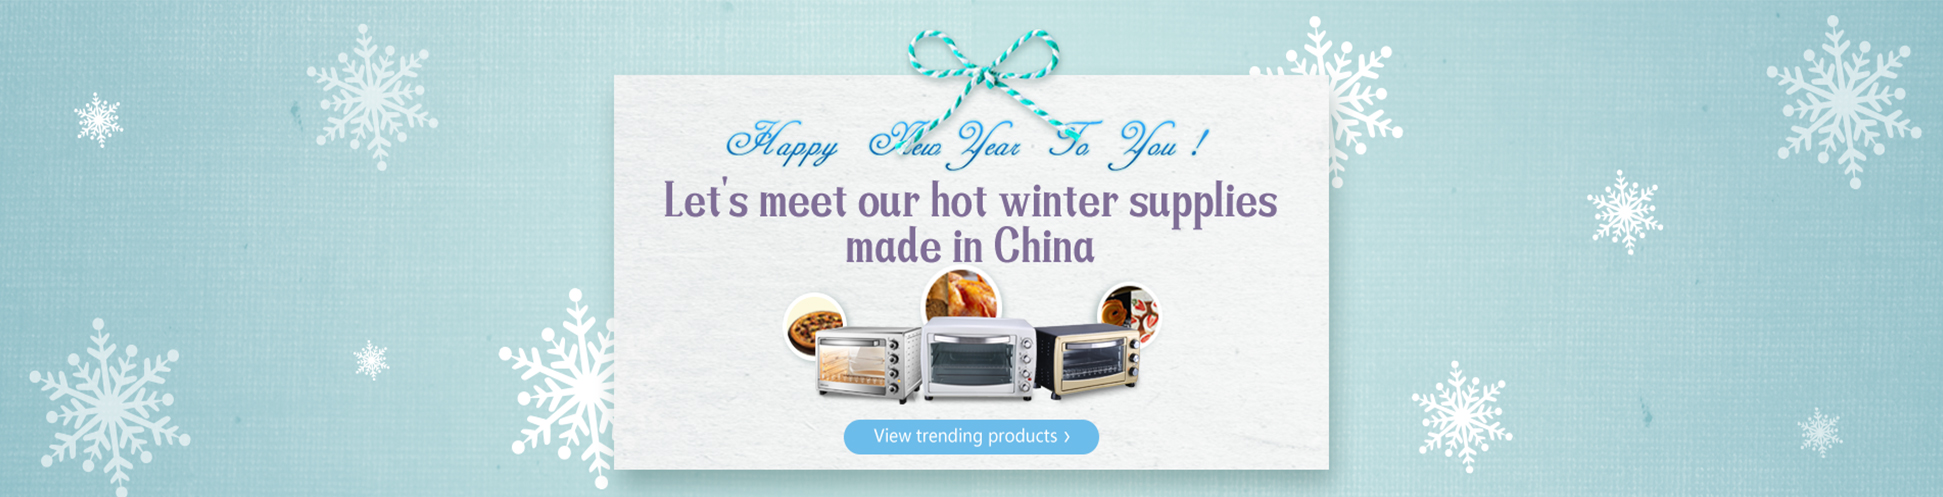 Happy New Year To You !
Let's meet our hot winter supplies
made in China
View trending products ›